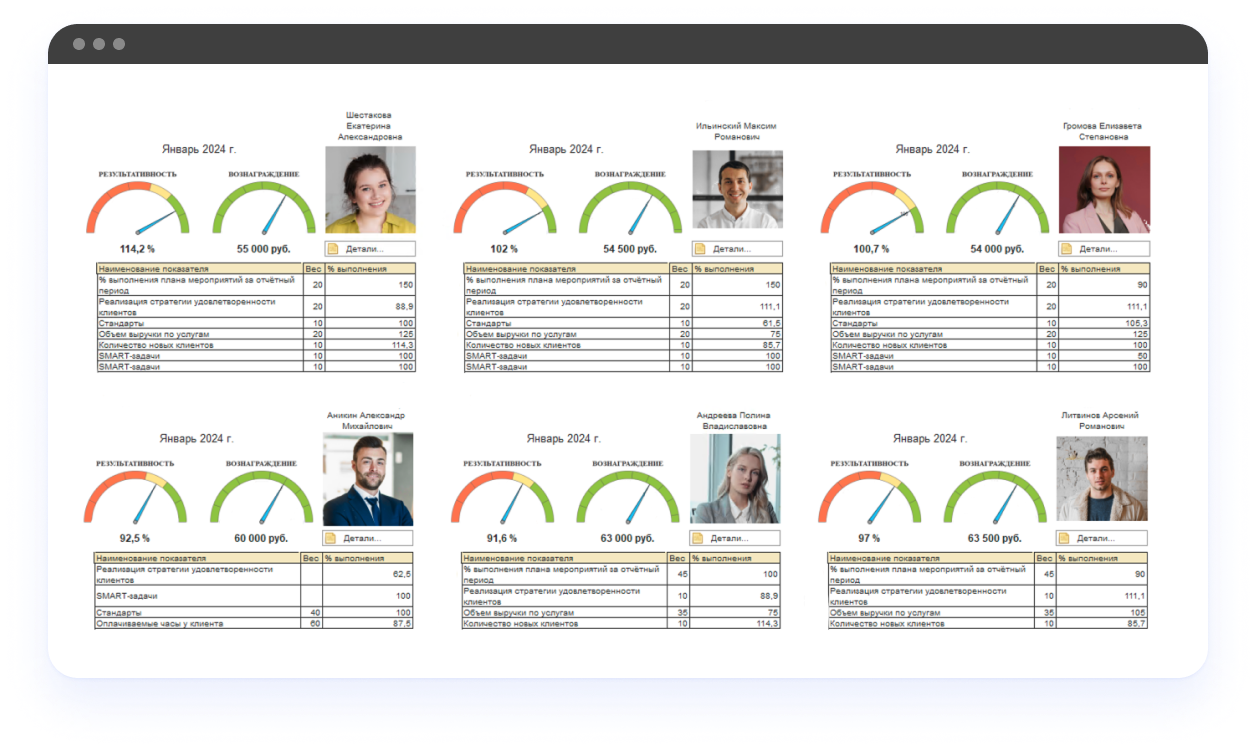 Шестакова
Екатерина
Александровна
Январь 2024 г.
РЕЗУЛЬТАТИВНОСТЬ ВОЗНАГРАЖДЕНИЕ
114,2 % 55 000 руб. Детали...
Наименование показателя Вес % выполнения
% выполнения плана мероприятий за отчётный
период 20 150
Реализация стратегии удовлетворенности
клиентов 20 88,9
Стандарты 10 100
Объем выручки по услугам 20 125
Количество новых клиентов 10 114,3
SMART-задачи 10 100
SMART-задачи 10 100
Ильинский Максим
Романович
Январь 2024 г.
РЕЗУЛЬТАТИВНОСТЬ ВОЗНАГРАЖДЕНИЕ
102 % 54 500 руб. Детали...
Наименование показателя Вес % выполнения
% выполнения плана мероприятий за отчётный
период 20 150
Реализация стратегии удовлетворенности
клиентов 20 111,1
Стандарты 10 61,5
Объем выручки по услугам 20 75
Количество новых клиентов 10 85,7
SMART-задачи 10 100
SMART-задачи 10 100
Громова Елизавета
Степановна
Январь 2024 г.
РЕЗУЛЬТАТИВНОСТЬ ВОЗНАГРАЖДЕНИЕ
100,7 % 54 000 руб. Детали...
Наименование показателя Вес % выполнения
% выполнения плана мероприятий за отчётный
период 20 90
Реализация стратегии удовлетворенности
клиентов 20 111,1
Стандарты 10 105,3
Объем выручки по услугам 20 125
Количество новых клиентов 10 100
SMART-задачи 10 50
SMART-задачи 10 100
Аникин Александр
Михайлович
Январь 2024 г.
РЕЗУЛЬТАТИВНОСТЬ ВОЗНАГРАЖДЕНИЕ
92,5 % 60 000 руб. Детали...
Наименование показателя Вес % выполнения
Реализация стратегии удовлетворенности
клиентов 62,5
SMART-задачи 100
Стандарты 40 100
Оплачиваемые часы у клиента 60 87,5
Андреева Полина
Владиславовна
Январь 2024 г.
РЕЗУЛЬТАТИВНОСТЬ ВОЗНАГРАЖДЕНИЕ
91,6 % 63 000 руб. Детали...
Наименование показателя Вес % выполнения
% выполнения плана мероприятий за отчётный
период 45 100
Реализация стратегии удовлетворенности
клиентов 10 88,9
Объем выручки по услугам 35 75
Количество новых клиентов 10 114,3
Литвинов Арсений
Романович
Январь 2024 г.
РЕЗУЛЬТАТИВНОСТЬ ВОЗНАГРАЖДЕНИЕ
97 % 63 500 руб. Детали...
Наименование показателя Вес % выполнения
% выполнения плана мероприятий за отчётный
период 45 90
Реализация стратегии удовлетворенности
клиентов 10 111,1
Объем выручки по услугам 35 105
Количество новых клиентов 10 85,7